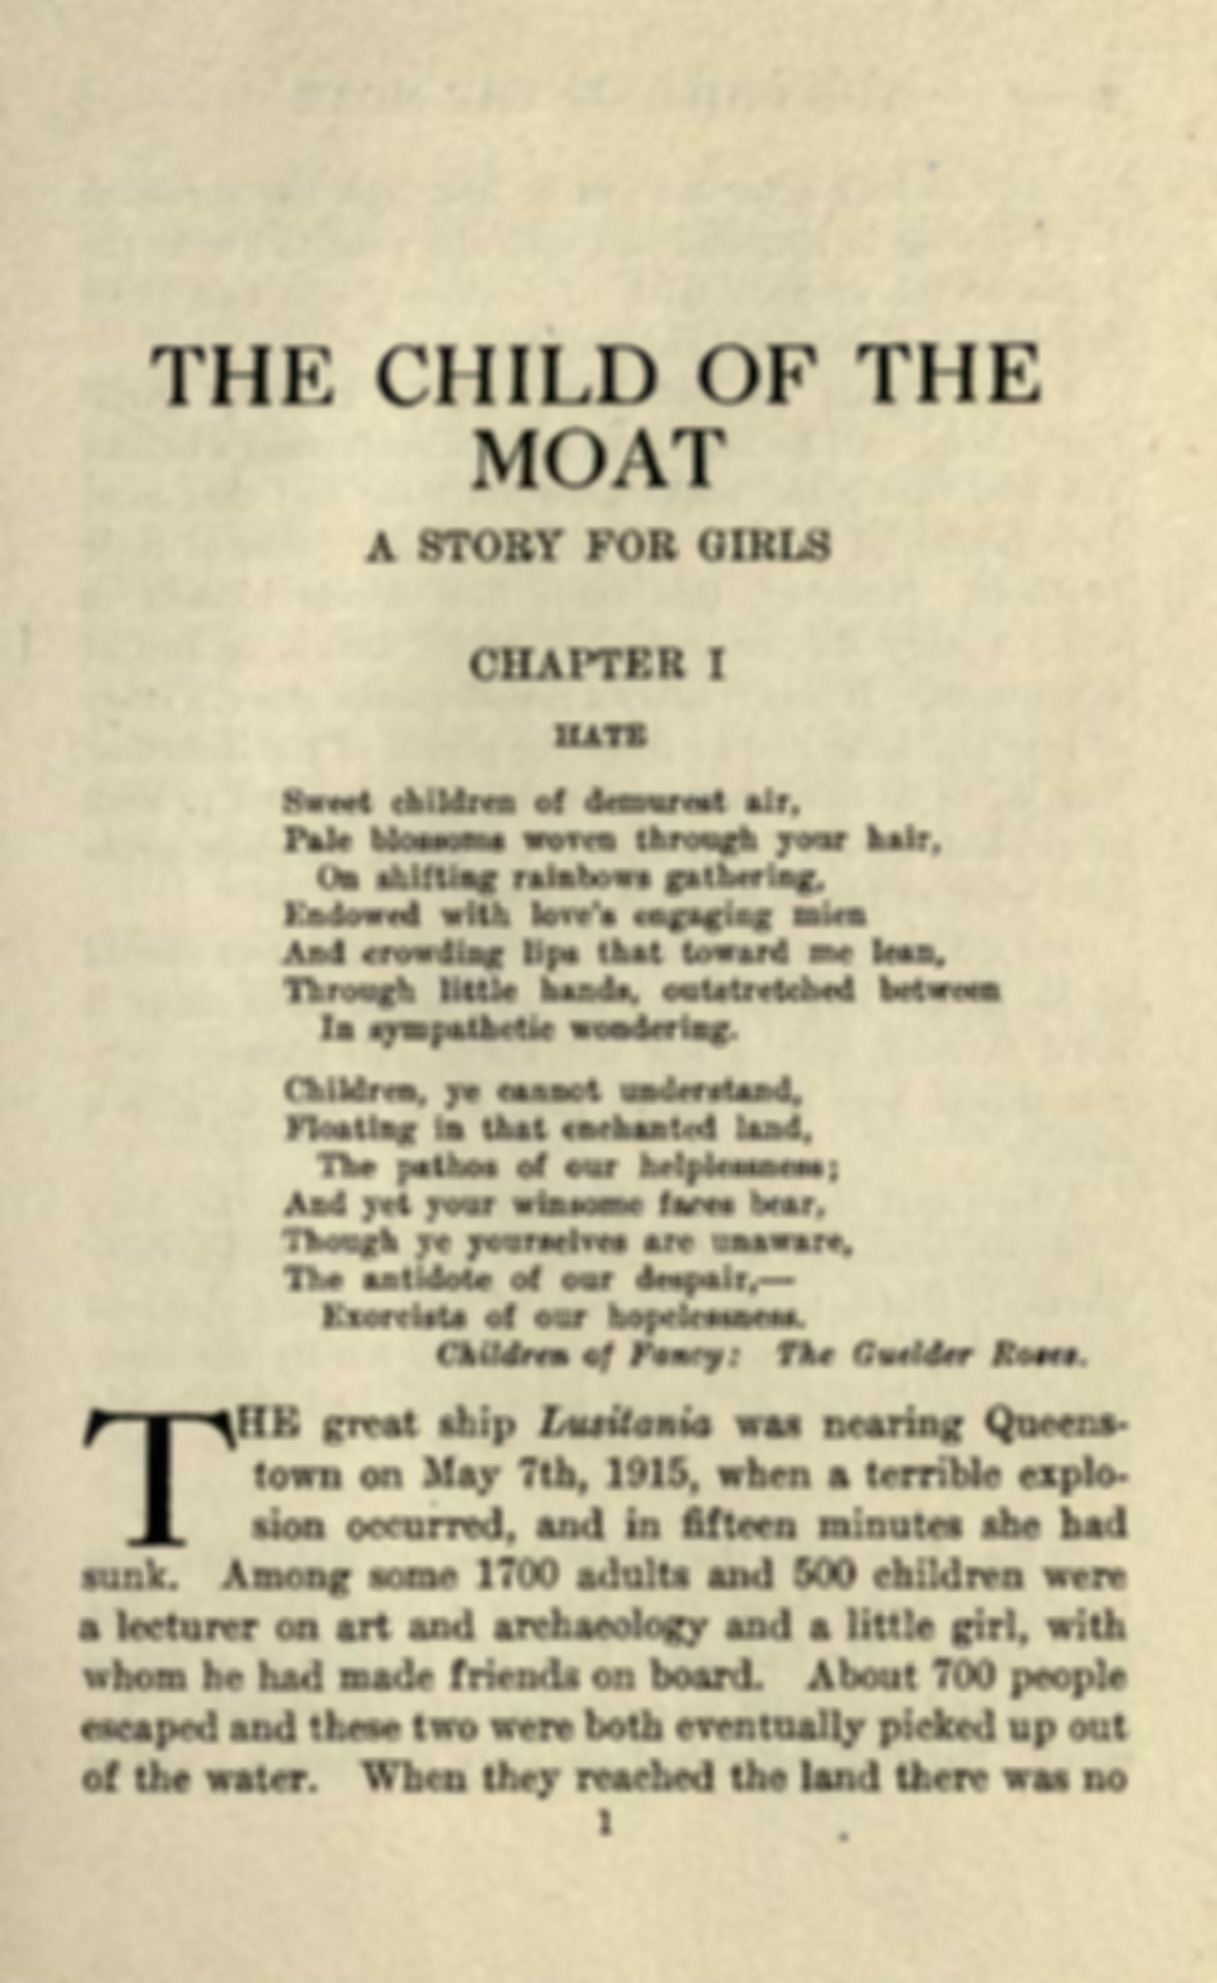 THE CHILD OF THE
MOAT
A STORY FOR GIRLS
CHAPTER I
HATE
Sweet children of demurest air,
Pale blossoms woven through your hair,
On shifting rainbows gathering,
Endowed with love's engaging mien
And crowding lips that toward me lean,
Through little hands, outstretched between
In sympathetic wondering.
Children, ye cannot understand,
Floating in that enchanted land,
The pathos of our helplessness;
And yet your winsome faces bear,
Though ye yourselves are unaware,
The antidote of our despair,—
Exorcists of our hopelessness.
Children of Fancy: The Guelder Roses.
THE great ship Lusitania was nearing Queens-
town on May 7th, 1915, when a terrible explo-
sion occurred, and in fifteen minutes she had
sunk. Among some 1700 adults and 500 children were
a lecturer on art and archaeology and a little girl, with
whom he had made friends on board. About 700 people
escaped and these two were both eventually picked up out
of the water. When they reached the land there was no
1